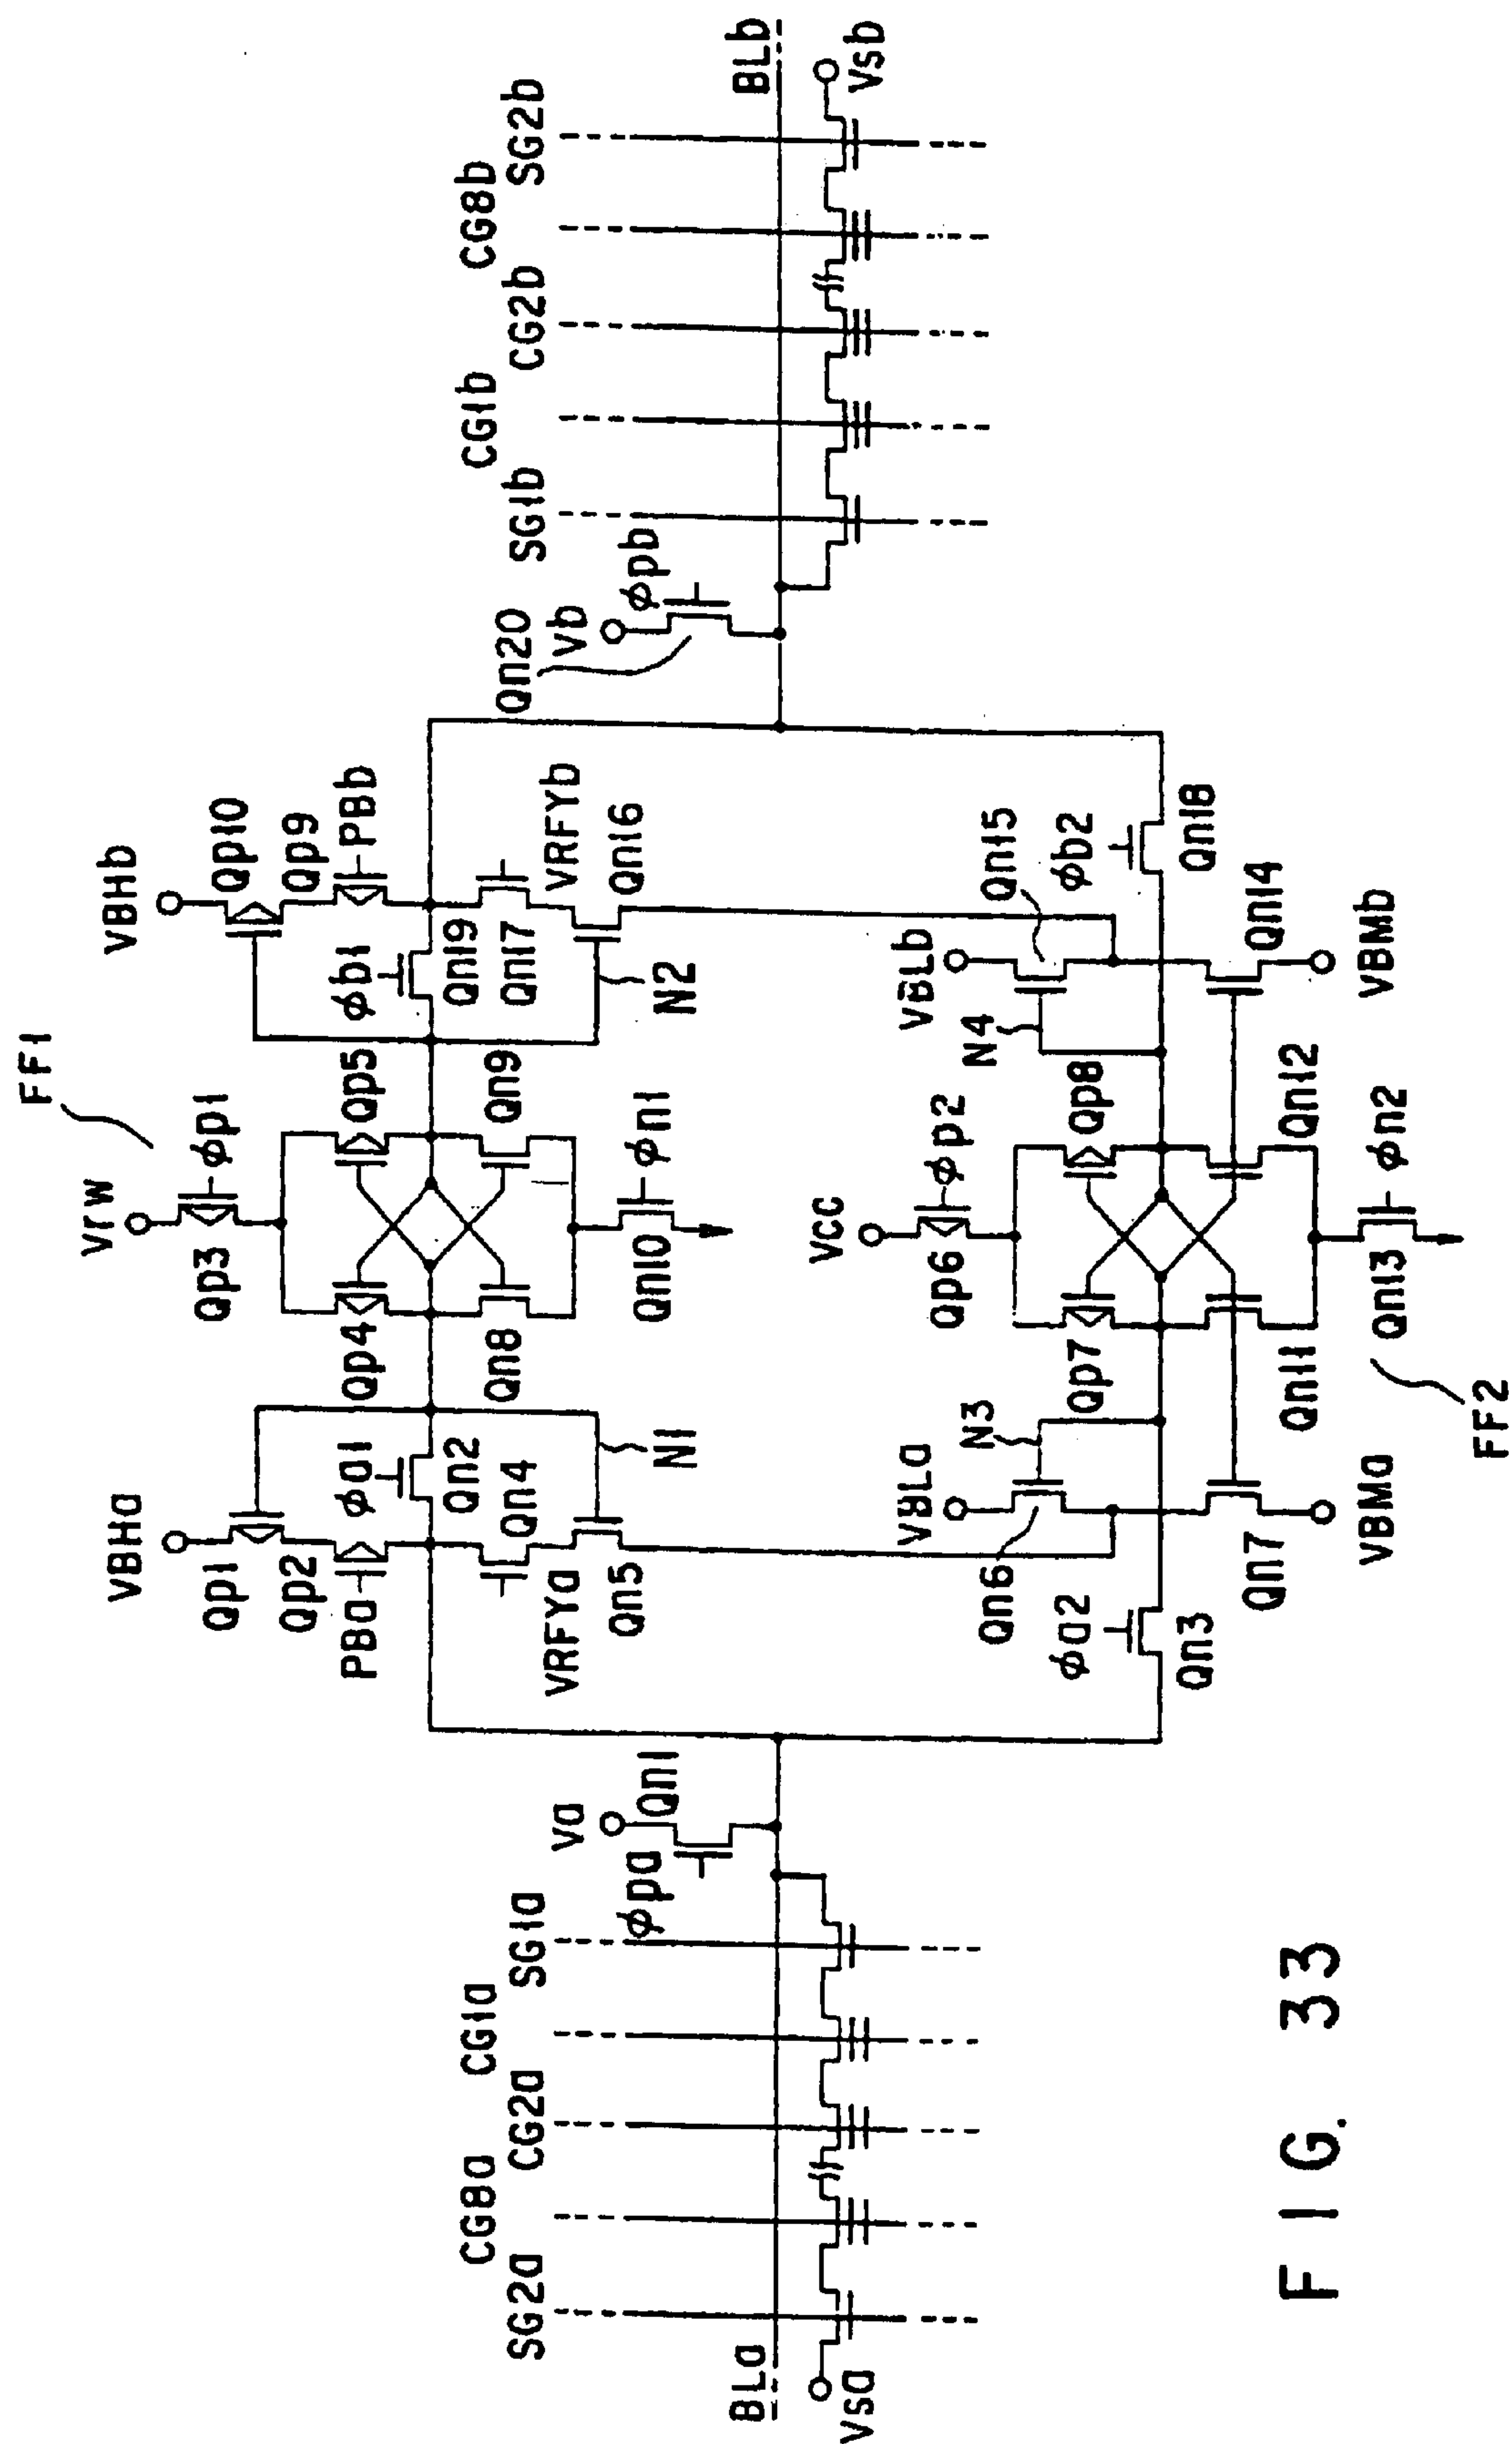 FF1
VBHa
Vrw
VBHb
Qp1
Qp3
φp1
Qp10
Qp2
PBa
Qp4
Qp5
Qp9
PBb
φa1
φb1
Qn2
Qn4
Qn8
Qn9
Qn19
Qn17
VRFYa
VRFYb
Qn5
N1
Qn10
φn1
N2
Qn16
CG8a
CG1a
CG1b
CG8b
SG2a
CG2a
SG1a
SG1b
CG2b
SG2b
Va
Qn20
Vb
φpa
Qn1
φpb
BLa
BLb
Vsa
Vsb
VBLa
Vcc
VBLb
Qn6
N3
Qp6
φp2
N4
Qn15
φa2
Qp7
Qp8
φb2
Qn3
Qn18
Qn7
Qn11
Qn12
Qn14
VBMa
Qn13
φn2
VBMb
FF2
FIG. 33